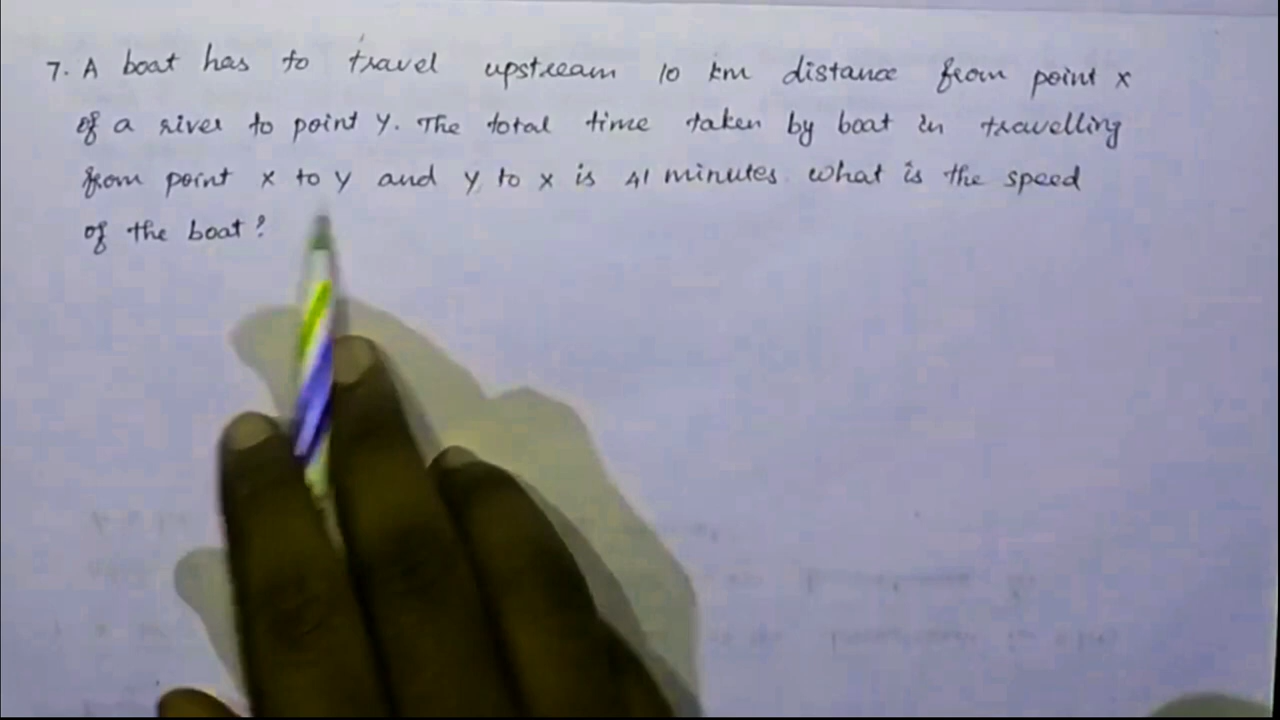 7. A boat has to travel upstream 10 km distance from point x
of a river to point y. The total time taken by boat in travelling
from point x to y and y to x is 41 minutes. what is the speed
of the boat?